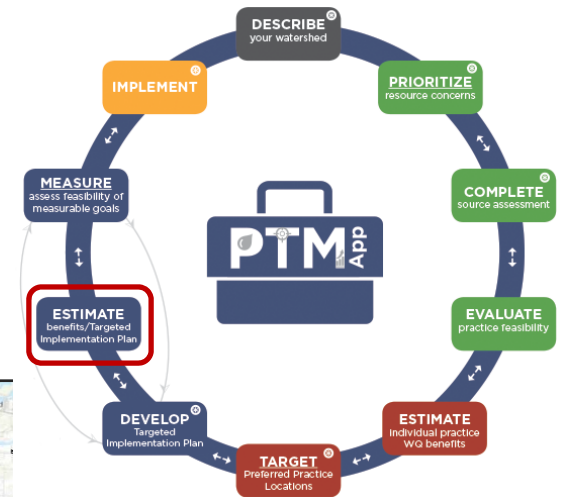 DESCRIBE
your watershed
PRIORITIZE
resource concerns
COMPLETE
source assessment
EVALUATE
practice feasibility
ESTIMATE
individual practice
WQ benefits
TARGET
Preferred Practice
Locations
DEVELOP
Targeted
Implementation Plan
ESTIMATE
benefits/Targeted
Implementation Plan
MEASURE
assess feasibility of
measurable goals
IMPLEMENT
PTM App